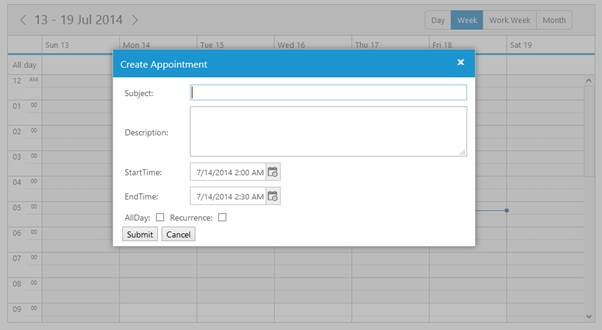 13 - 19 Jul 2014
Day Week Work Week Month
Sun 13 Mon 14 Tue 15 Wed 16 Thu 17 Fri 18 Sat 19
All day
Create Appointment
12 AM
Subject:
01 00
02 00
Description:
03 00
StartTime: 7/14/2014 2:00 AM
04 00
EndTime: 7/14/2014 2:30 AM
05 00
AllDay: Recurrence:
Submit Cancel
06 00
07 00
08 00
09 00